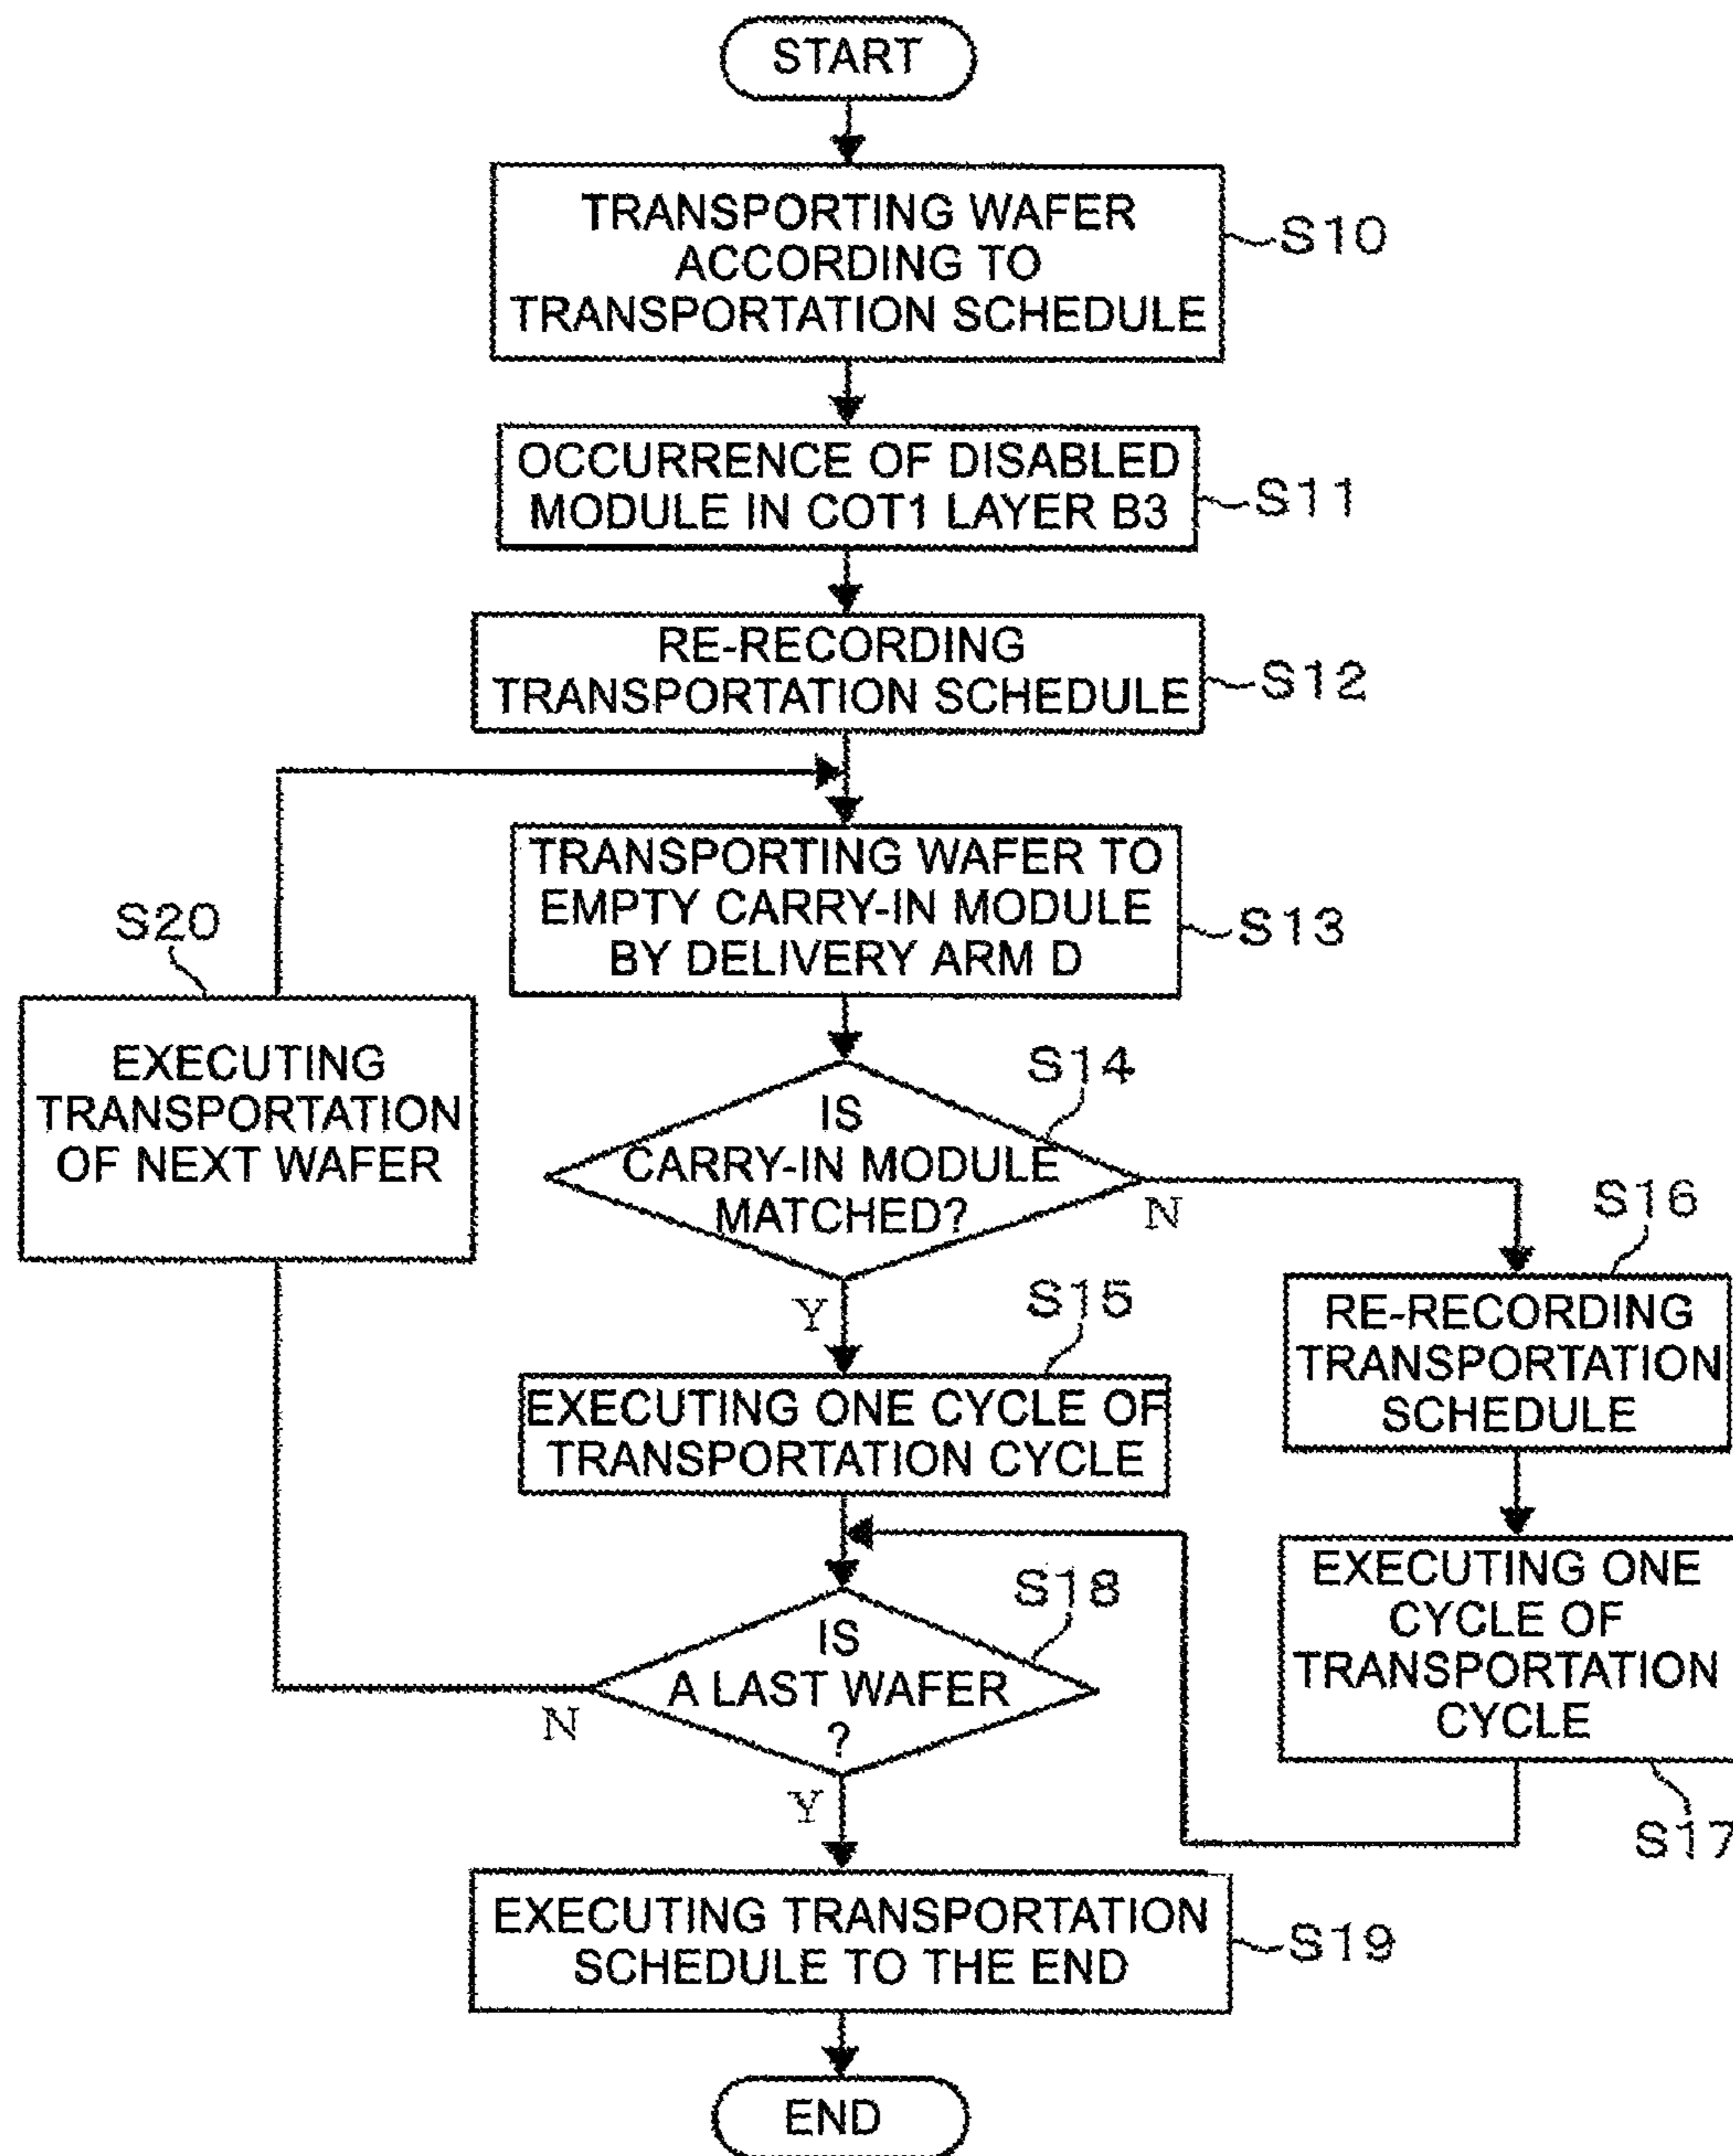 START
TRANSPORTING WAFER
ACCORDING TO
TRANSPORTATION SCHEDULE
S10
OCCURRENCE OF DISABLED
MODULE IN COT1 LAYER B3
S11
RE-RECORDING
TRANSPORTATION SCHEDULE
S12
TRANSPORTING WAFER TO
EMPTY CARRY-IN MODULE
BY DELIVERY ARM D
S13
S20
EXECUTING
TRANSPORTATION
OF NEXT WAFER
S14
IS
CARRY-IN MODULE
MATCHED?
N
Y
S15
EXECUTING ONE CYCLE OF
TRANSPORTATION CYCLE
S16
RE-RECORDING
TRANSPORTATION
SCHEDULE
EXECUTING ONE
CYCLE OF
TRANSPORTATION
CYCLE
S17
S18
IS
A LAST WAFER
?
N
Y
EXECUTING TRANSPORTATION
SCHEDULE TO THE END
S19
END